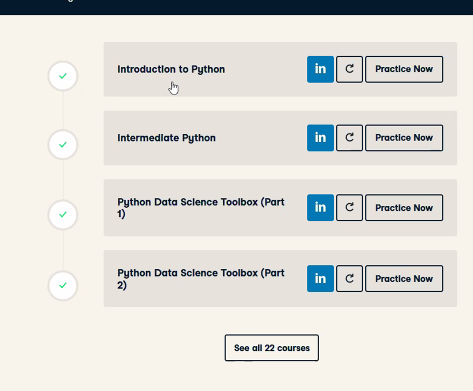 Introduction to Python
in
Practice Now
Intermediate Python
in
Practice Now
Python Data Science Toolbox (Part
1)
in
Practice Now
Python Data Science Toolbox (Part
2)
in
Practice Now
See all 22 courses